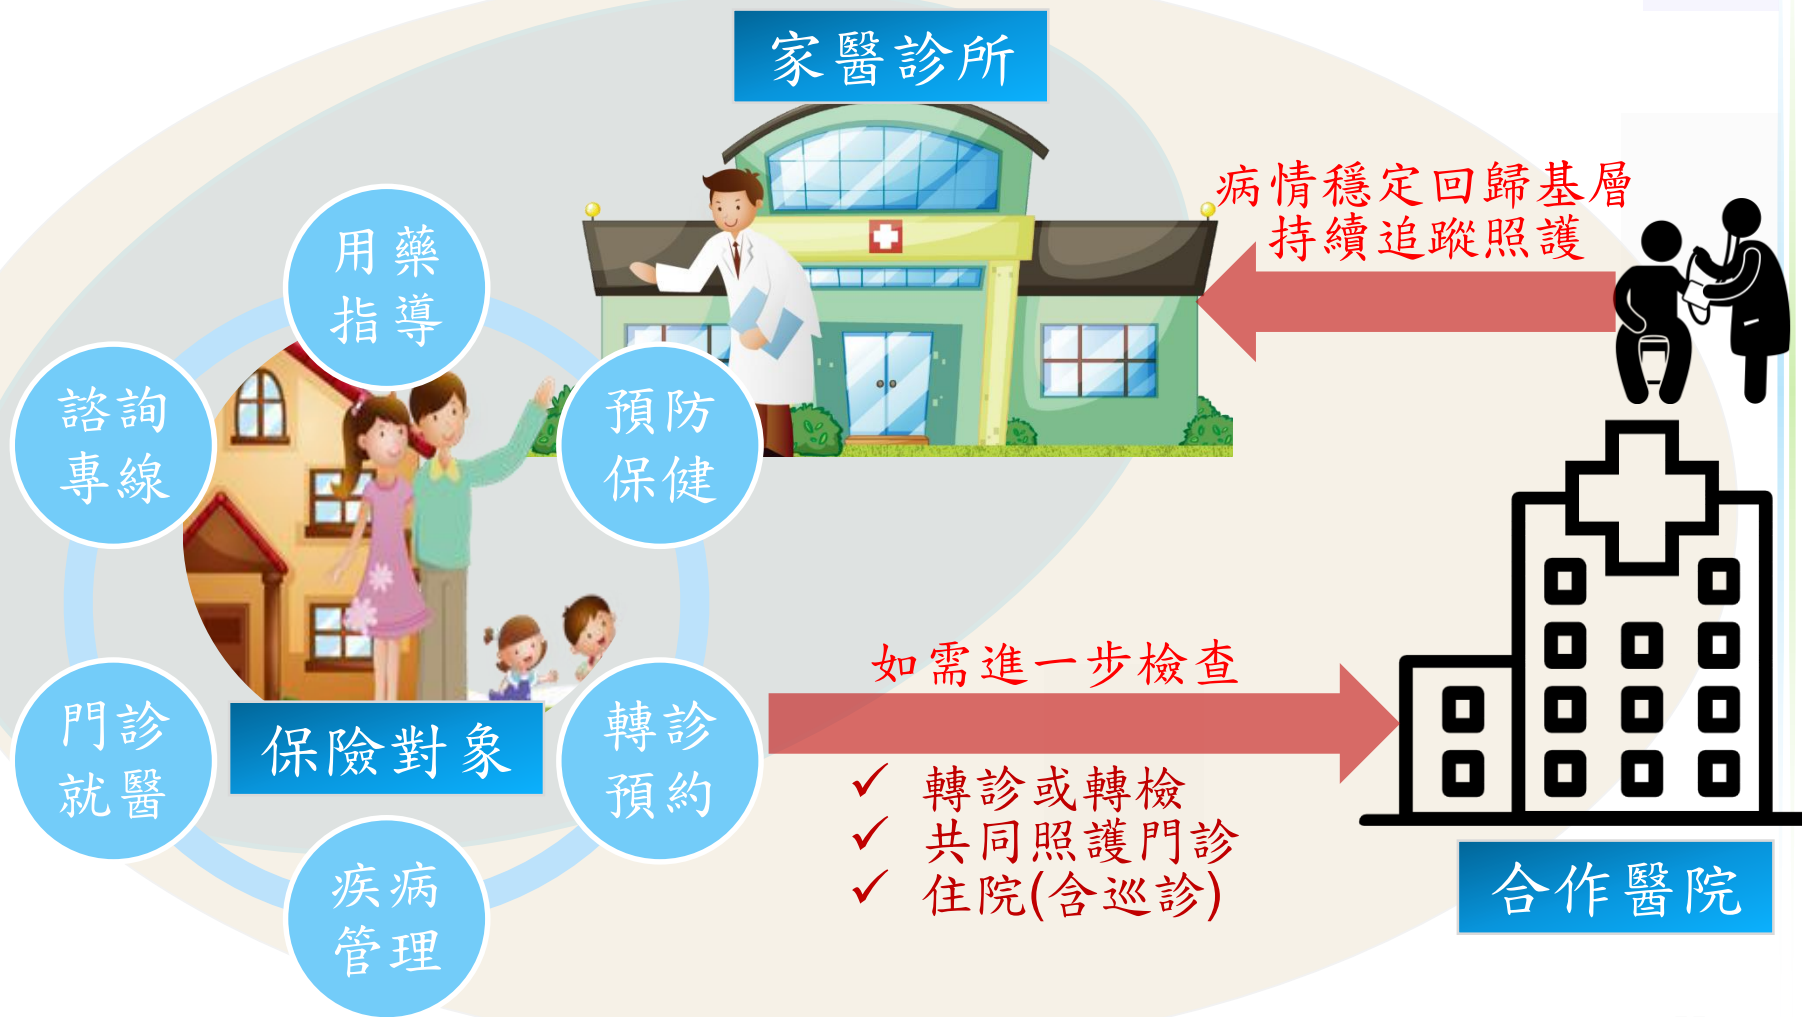 家醫診所
病情穩定回歸基層
持續追蹤照護
用藥
指導
諮詢
專線
預防
保健
門診
就醫
保險對象
轉診
預約
疾病
管理
如需進一步檢查
✓ 轉診或轉檢
✓ 共同照護門診
✓ 住院(含巡診)
合作醫院